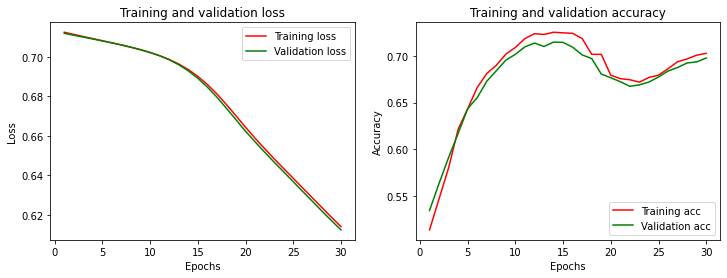 Training and validation loss
Training loss
Validation loss
0.70
0.68
0.66
0.64
0.62
Loss
0
5
10
15
20
25
30
Epochs
Training and validation accuracy
0.70
0.65
0.60
0.55
Accuracy
Training acc
Validation acc
0
5
10
15
20
25
30
Epochs